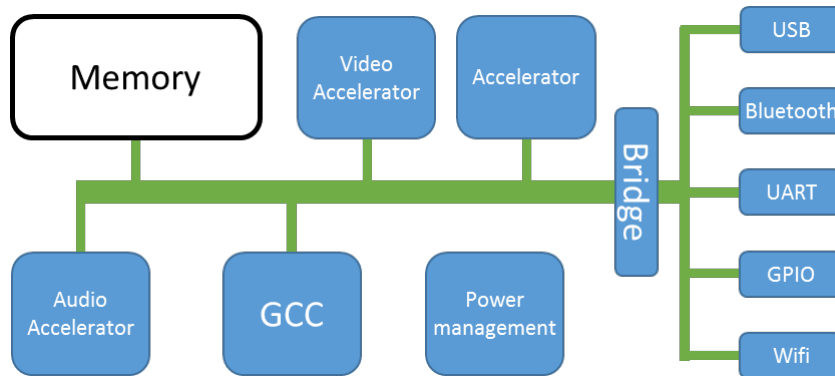 Memory
Video
Accelerator
Accelerator
Bridge
USB
Bluetooth
UART
GPIO
Wifi
Audio
Accelerator
GCC
Power
management